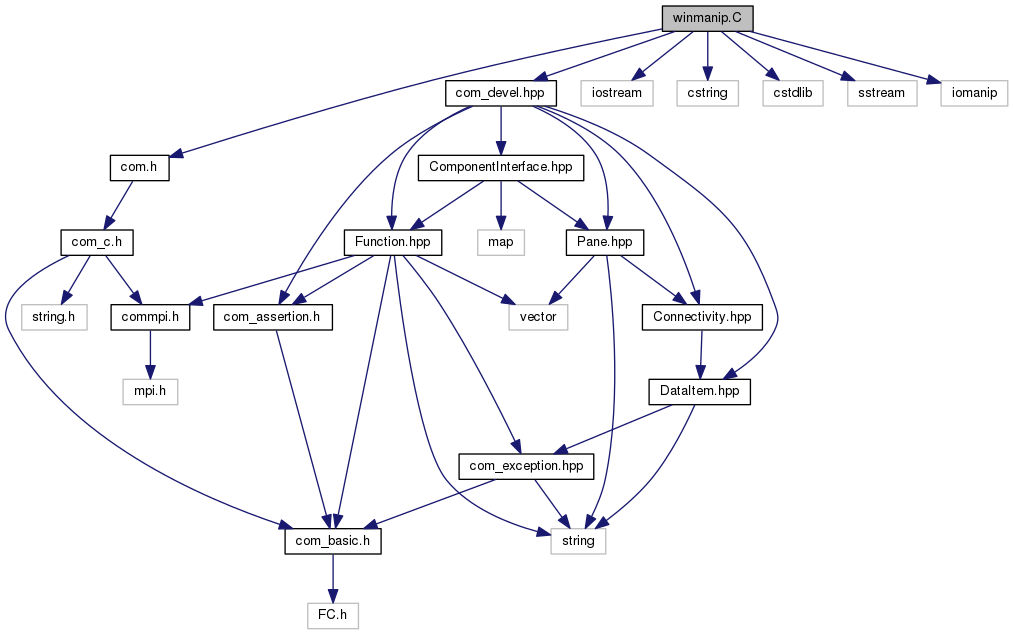 winmanip.C
com_devel.hpp
iostream
cstring
cstdlib
sstream
iomanip
com.h
ComponentInterface.hpp
com_c.h
Function.hpp
map
Pane.hpp
string.h
commpi.h
com_assertion.h
vector
Connectivity.hpp
mpi.h
DataItem.hpp
com_exception.hpp
com_basic.h
string
FC.h